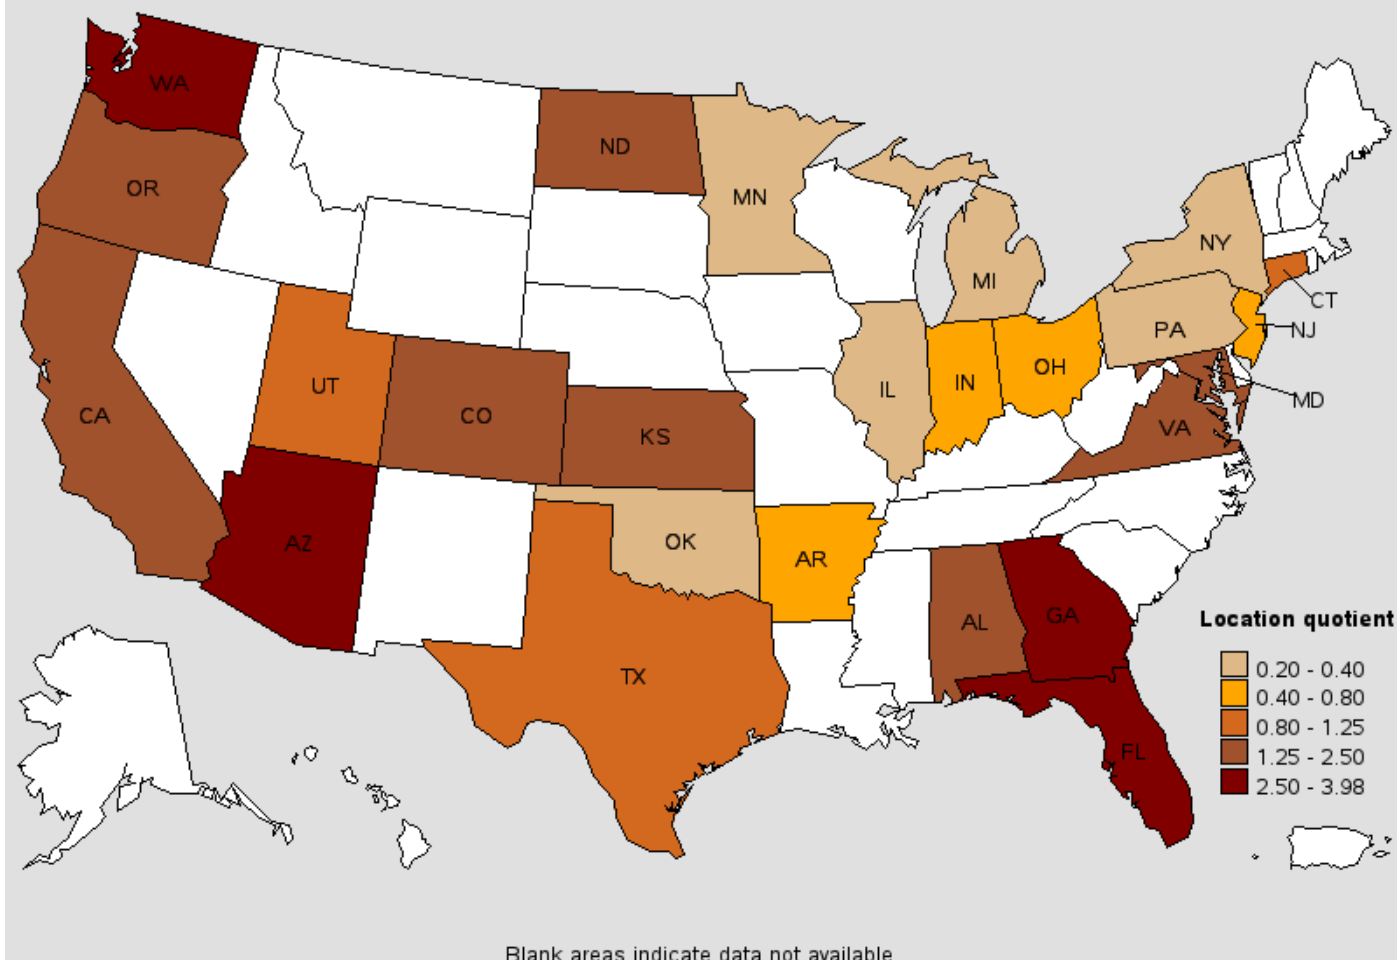 WA
ND
OR
MN
NY
MI
CT
NJ
PA
OH
UT
IN
IL
MD
CO
CA
VA
KS
AZ
OK
AR
GA
AL
TX
FL
Location quotient
0.20 - 0.40
0.40 - 0.80
0.80 - 1.25
1.25 - 2.50
2.50 - 3.98
Blank areas indicate data not available